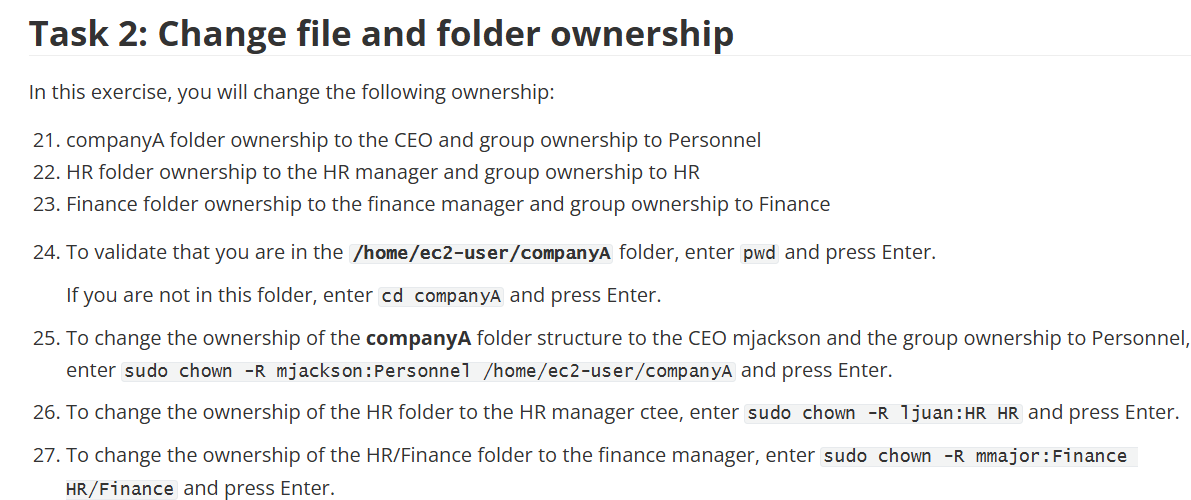 Task 2: Change file and folder ownership
In this exercise, you will change the following ownership:
21. companyA folder ownership to the CEO and group ownership to Personnel
22. HR folder ownership to the HR manager and group ownership to HR
23. Finance folder ownership to the finance manager and group ownership to Finance
24. To validate that you are in the /home/ec2-user/companyA folder, enter pwd and press Enter.
If you are not in this folder, enter cd companyA and press Enter.
25. To change the ownership of the companyA folder structure to the CEO mjackson and the group ownership to Personnel,
enter sudo chown -R mjackson:Personnel /home/ec2-user/companyA and press Enter.
26. To change the ownership of the HR folder to the HR manager ctee, enter sudo chown -R ljuan:HR HR and press Enter.
27. To change the ownership of the HR/Finance folder to the finance manager, enter sudo chown -R mmajor:Finance
HR/Finance and press Enter.